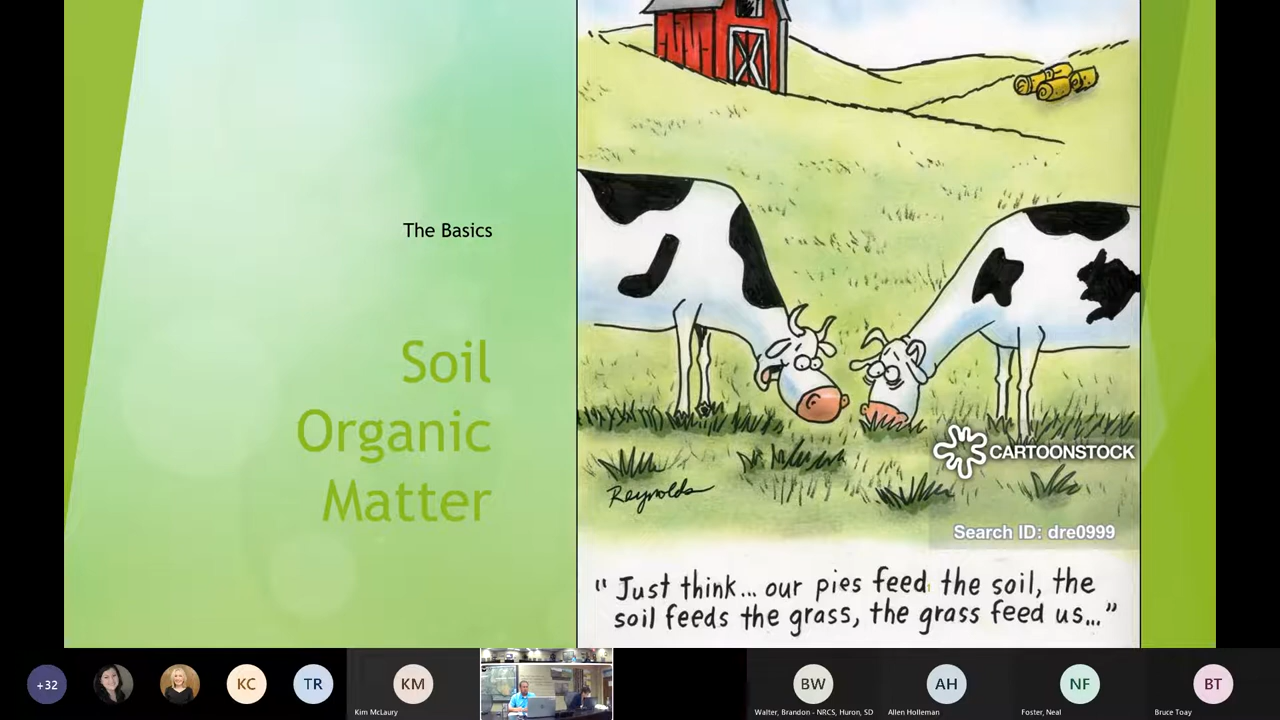 The Basics
Soil
Organic
Matter
CARTOONSTOCK
Reynolds
Search ID: dre0999
“ Just think... our pies feed the soil, the
soil feeds the grass, the grass feed us...”
+32
KC
TR
KM
BW
AH
NF
BT
Kim McLaury
Walter, Brandon - NRCS, Huron, SD
Allen Holleman
Foster, Neal
Bruce Toay